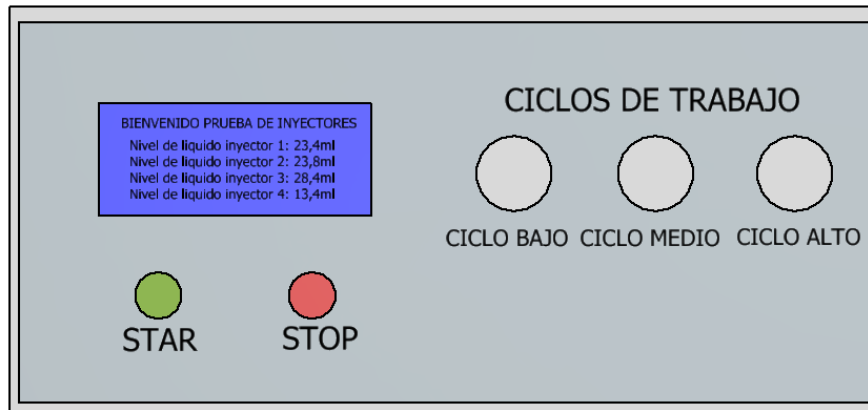 BIENVENIDO PRUEBA DE INYECTORES
Nivel de liquido inyector 1: 23,4ml
Nivel de liquido inyector 2: 23,8ml
Nivel de liquido inyector 3: 28,4ml
Nivel de liquido inyector 4: 13,4ml
CICLOS DE TRABAJO
CICLO BAJO
CICLO MEDIO
CICLO ALTO
STAR
STOP